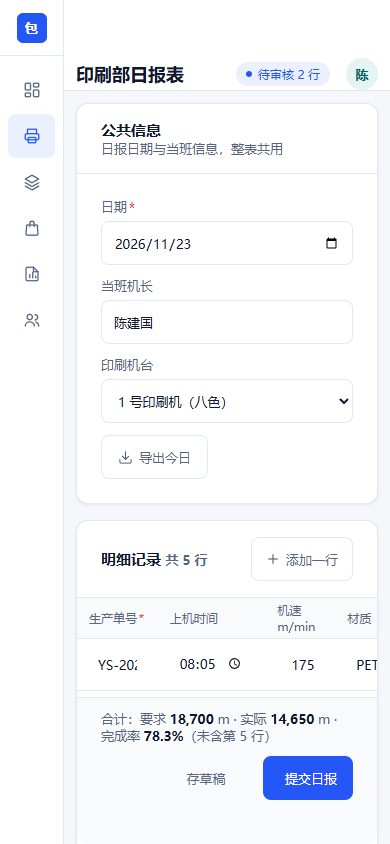 包
印刷部日报表
待审核 2 行
陈
公共信息
日报日期与当班信息，整表共用
日期*
2026/11/23
当班机长
陈建国
印刷机台
1 号印刷机（八色）
导出今日
明细记录 共 5 行
添加一行
生产单号* 上机时间 机速 m/min 材质
YS-202 08:05 175 PET
合计：要求 18,700 m · 实际 14,650 m ·
完成率 78.3%（未含第 5 行）
存草稿
提交日报